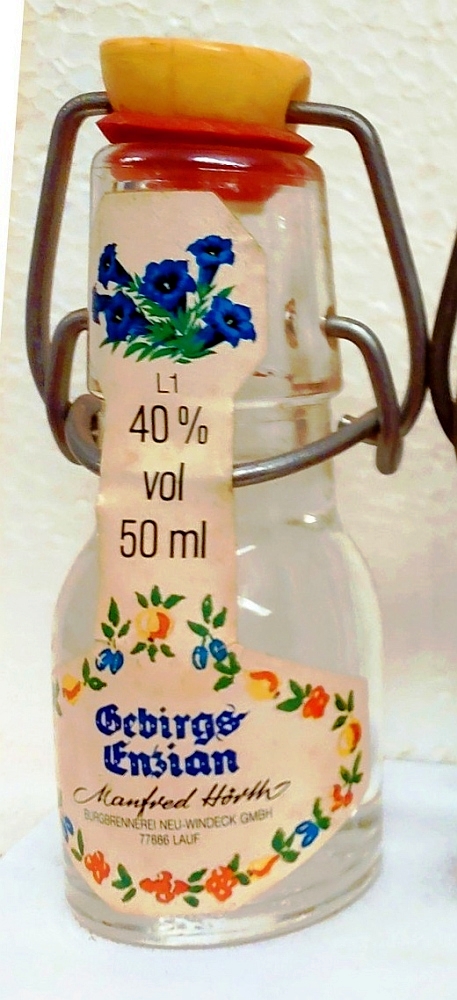 L1
40 %
vol
50 ml
Gebirgs
Enzian
Manfred Hörth
BURGBRENNEREI NEU-WINDECK GMBH
77886 LAUF